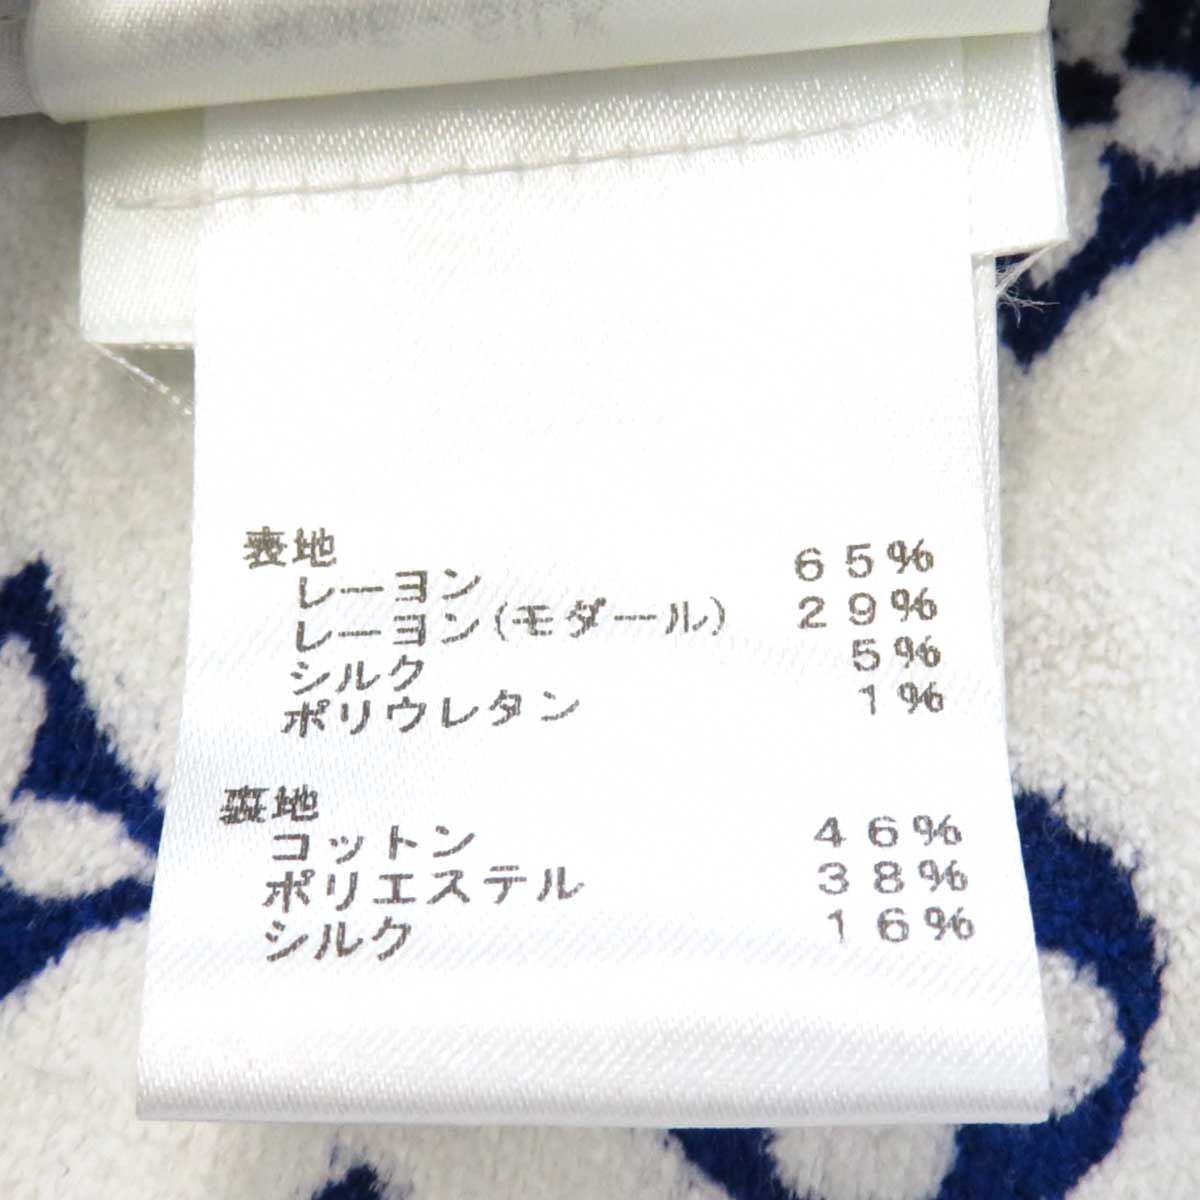 表地
レーヨン 65%
レーヨン(モダール) 29%
シルク 5%
ポリウレタン 1%
裏地
コットン 46%
ポリエステル 38%
シルク 16%